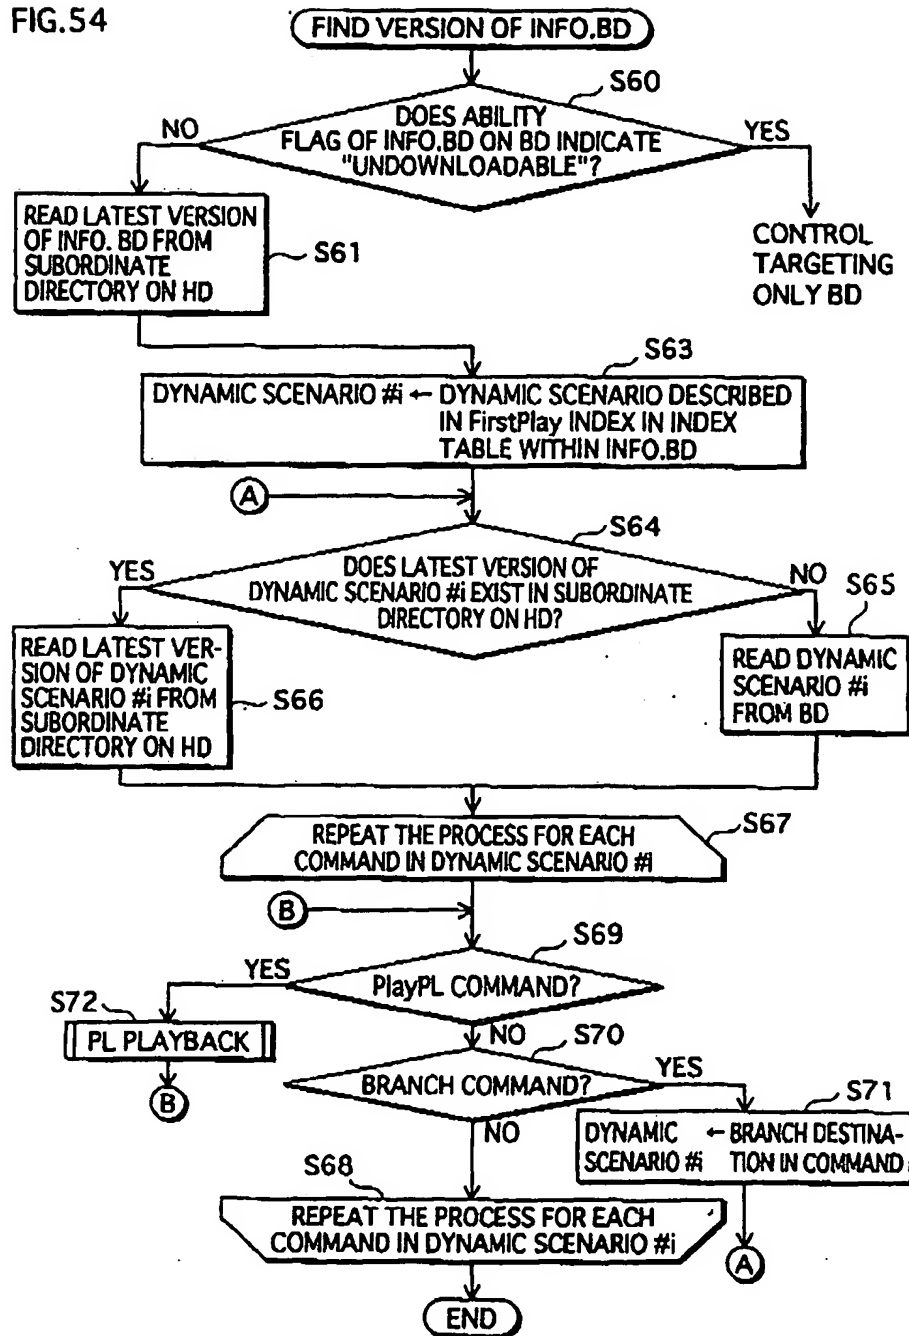 FIG.54
FIND VERSION OF INFO.BD
S60
DOES ABILITY
FLAG OF INFO.BD ON BD INDICATE
"UNDOWNLOADABLE"?
NO
YES
READ LATEST VERSION
OF INFO. BD FROM
SUBORDINATE
DIRECTORY ON HD
S61
CONTROL
TARGETING
ONLY BD
S63
DYNAMIC SCENARIO #i ← DYNAMIC SCENARIO DESCRIBED
IN FirstPlay INDEX IN INDEX
TABLE WITHIN INFO.BD
A
S64
DOES LATEST VERSION OF
DYNAMIC SCENARIO #i EXIST IN SUBORDINATE
DIRECTORY ON HD?
YES
NO
S65
READ LATEST VER-
SION OF DYNAMIC
SCENARIO #i FROM
SUBORDINATE
DIRECTORY ON HD
S66
READ DYNAMIC
SCENARIO #i
FROM BD
REPEAT THE PROCESS FOR EACH
COMMAND IN DYNAMIC SCENARIO #i
S67
B
S69
PlayPL COMMAND?
YES
NO
S72
PL PLAYBACK
B
S70
BRANCH COMMAND?
YES
NO
S71
DYNAMIC ← BRANCH DESTINA-
SCENARIO #i TION IN COMMAND
A
S68
REPEAT THE PROCESS FOR EACH
COMMAND IN DYNAMIC SCENARIO #i
END